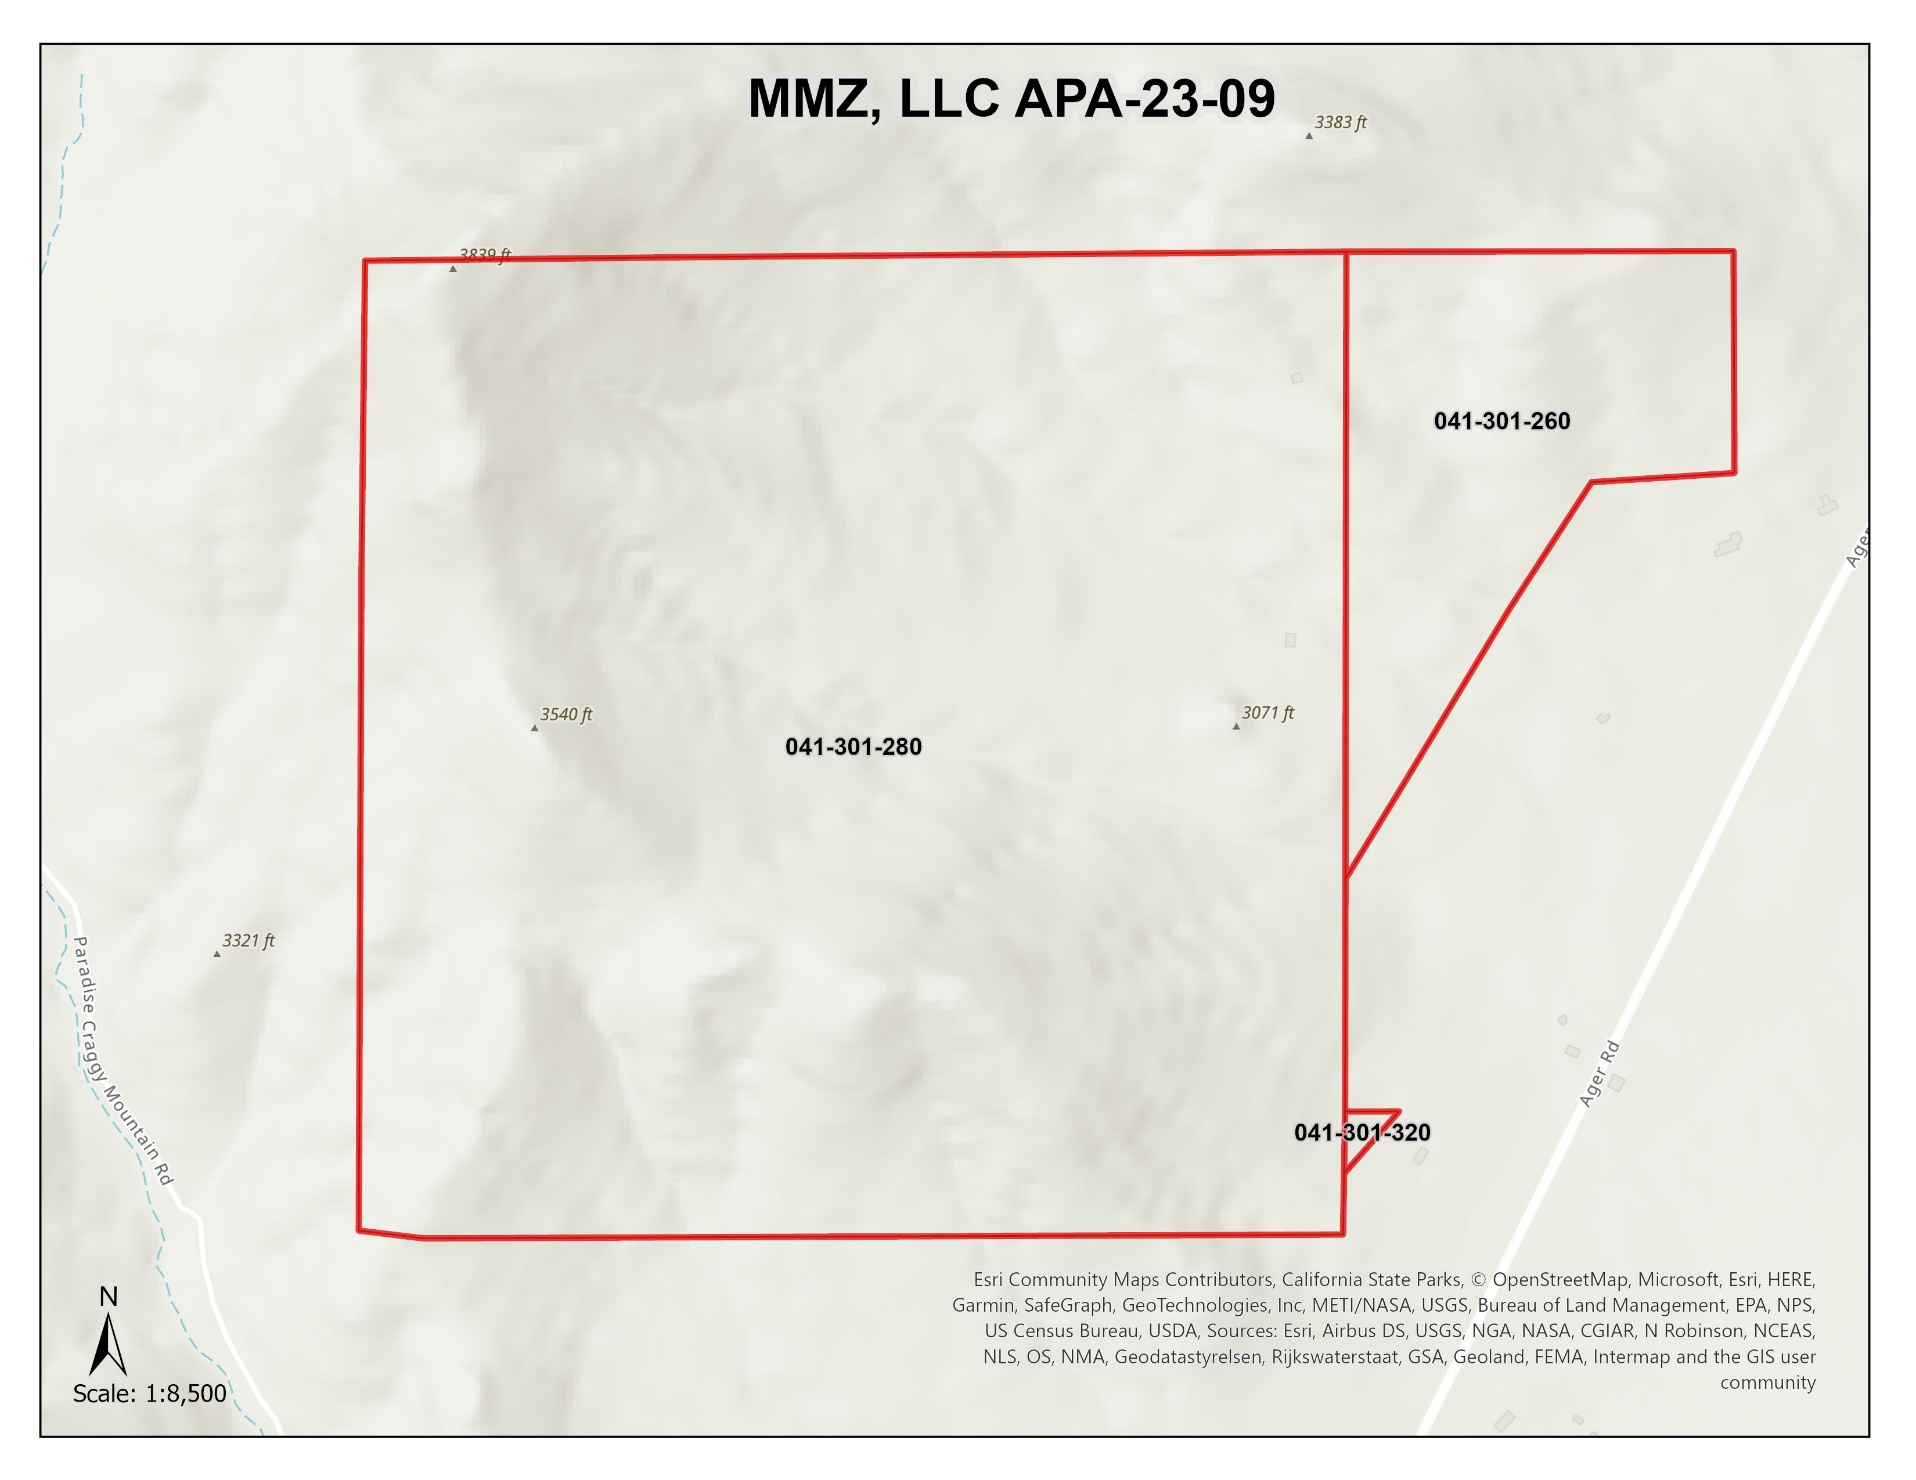 MMZ, LLC APA-23-09
3383 ft
3839 ft
041-301-260
Ager
3540 ft
3071 ft
041-301-280
3321 ft
Paradise Craggy Mountain Rd
Ager Rd
041-301-320
Esri Community Maps Contributors, California State Parks, © OpenStreetMap, Microsoft, Esri, HERE,
Garmin, SafeGraph, GeoTechnologies, Inc, METI/NASA, USGS, Bureau of Land Management, EPA, NPS,
US Census Bureau, USDA, Sources: Esri, Airbus DS, USGS, NGA, NASA, CGIAR, N Robinson, NCEAS,
NLS, OS, NMA, Geodatastyrelsen, Rijkswaterstaat, GSA, Geoland, FEMA, Intermap and the GIS user
community
N
Scale: 1:8,500